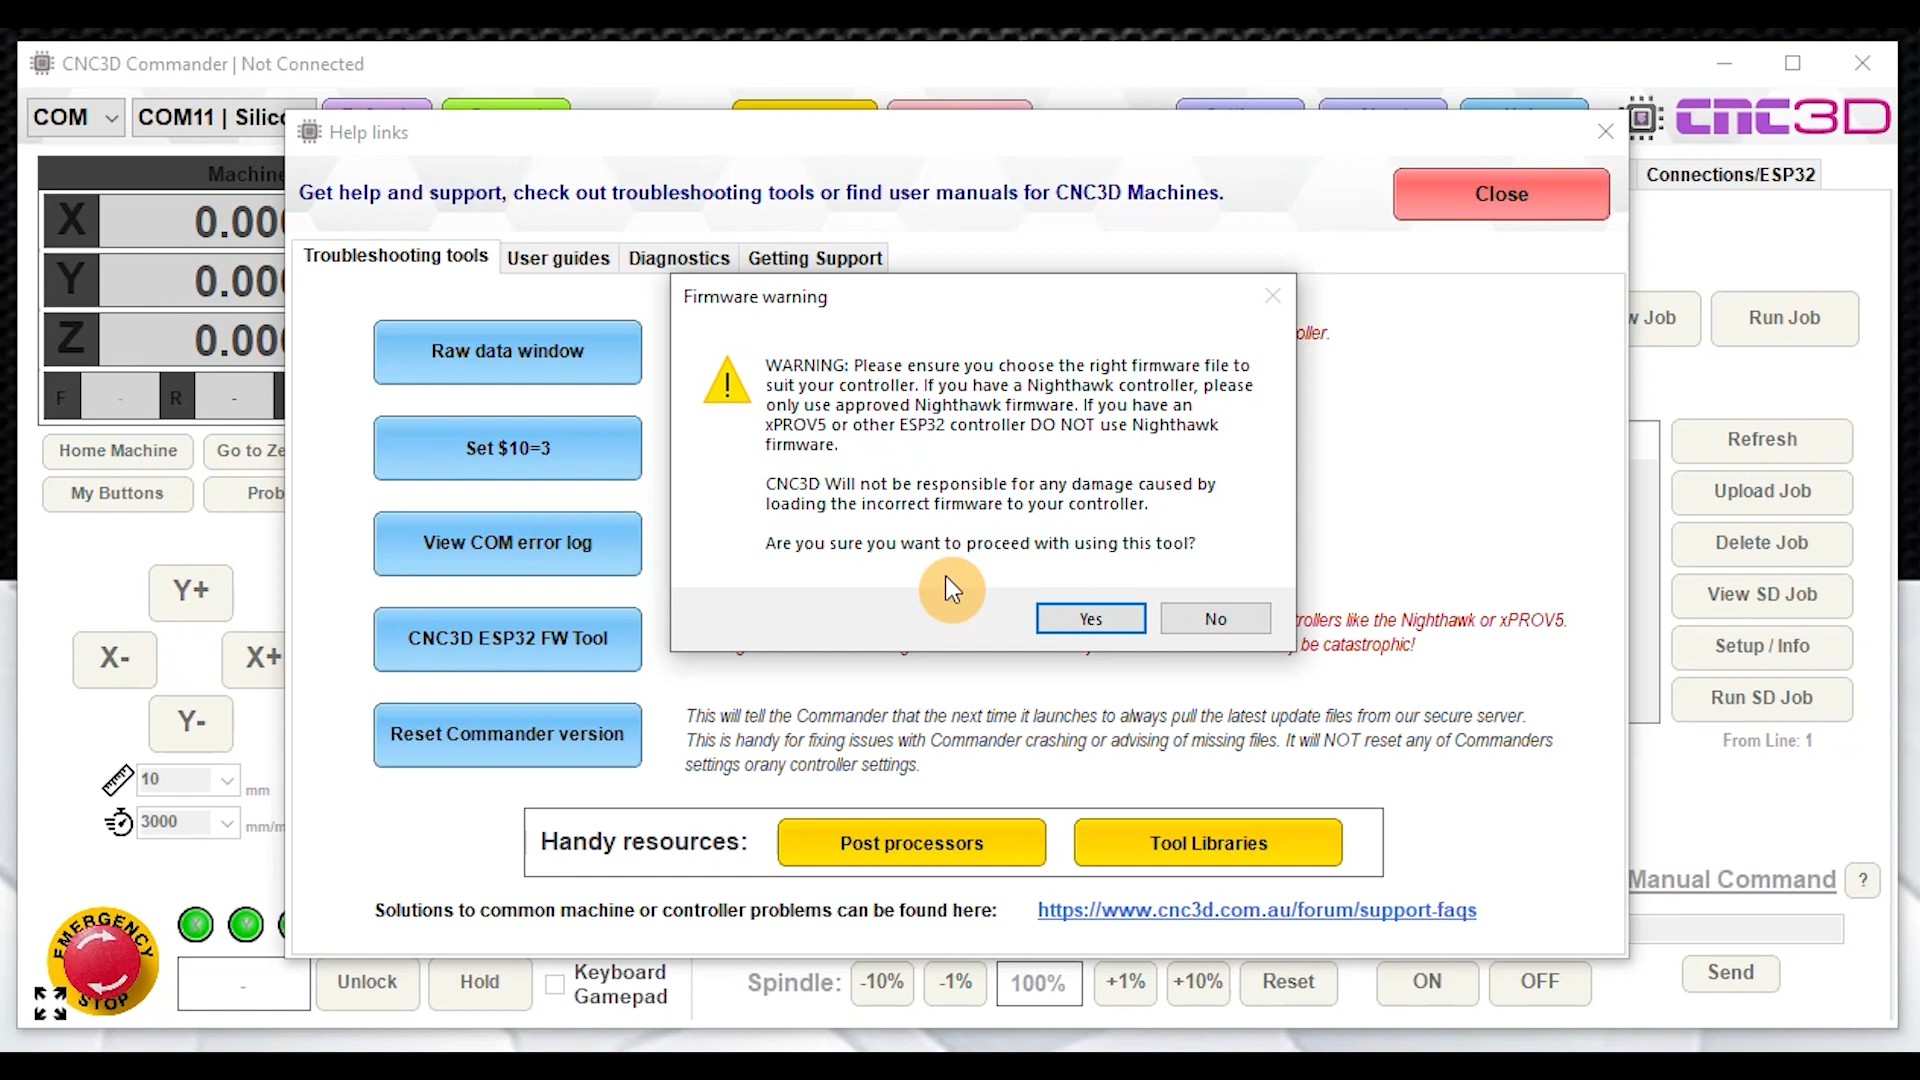 CNC3D Commander | Not Connected
COM
COM11 | Silic
CNC3D
Help links
Get help and support, check out troubleshooting tools or find user manuals for CNC3D Machines.
Close
Troubleshooting tools
User guides
Diagnostics
Getting Support
Connections/ESP32
Machine
X
0.00
Y
0.00
Z
0.00
F
-
R
-
Home Machine
Go to Ze
My Buttons
Prob
Y+
X-
X+
Y-
10
mm
3000
mm/m
Raw data window
Set $10=3
View COM error log
CNC3D ESP32 FW Tool
Reset Commander version
Firmware warning
WARNING: Please ensure you choose the right firmware file to
suit your controller. If you have a Nighthawk controller, please
only use approved Nighthawk firmware. If you have an
xPROV5 or other ESP32 controller DO NOT use Nighthawk
firmware.
CNC3D Will not be responsible for any damage caused by
loading the incorrect firmware to your controller.
Are you sure you want to proceed with using this tool?
Yes
No
oller.
rollers like the Nighthawk or xPROV5.
be catastrophic!
This will tell the Commander that the next time it launches to always pull the latest update files from our secure server.
This is handy for fixing issues with Commander crashing or advising of missing files. It will NOT reset any of Commanders
settings orany controller settings.
Handy resources:
Post processors
Tool Libraries
Solutions to common machine or controller problems can be found here:
https://www.cnc3d.com.au/forum/support-faqs
w Job
Run Job
Refresh
Upload Job
Delete Job
View SD Job
Setup / Info
Run SD Job
From Line: 1
Manual Command
?
Send
EMERGENCY
STOP
-
Unlock
Hold
Keyboard
Gamepad
Spindle:
-10%
-1%
100%
+1%
+10%
Reset
ON
OFF